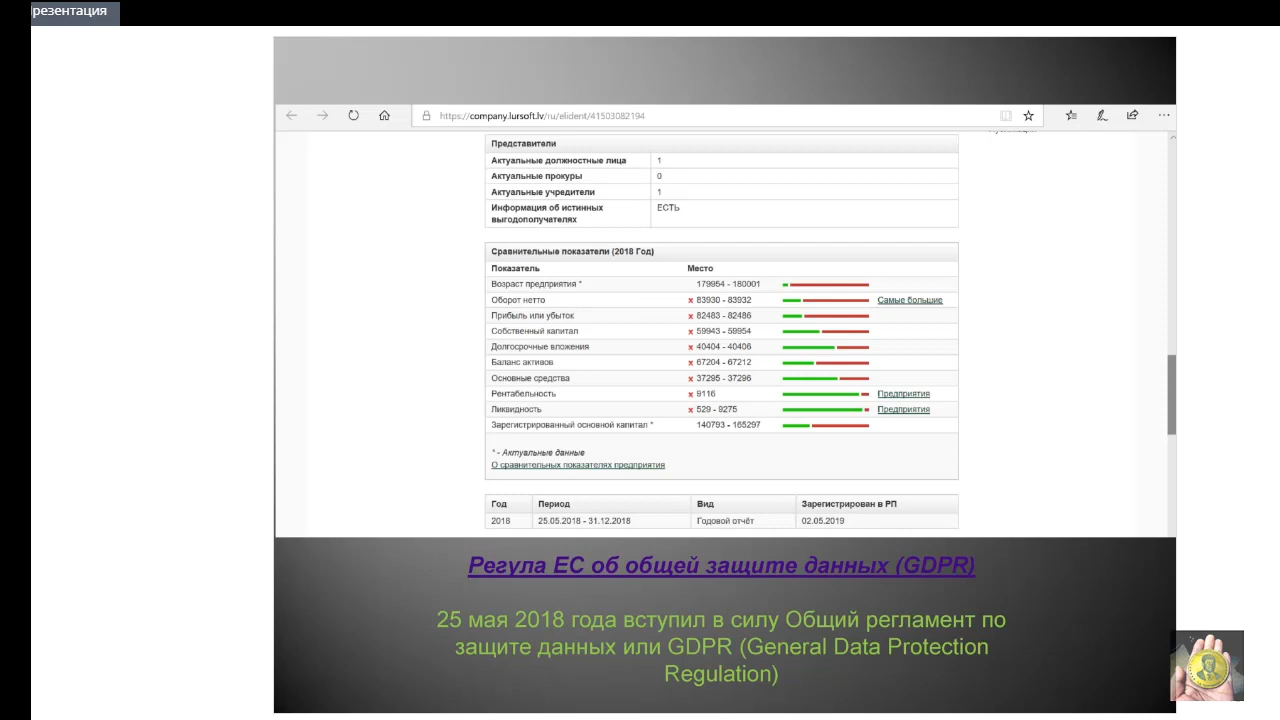 резентация
https://company.lursoft.lv/ru/elident/41503082194
Представители
Актуальные должностные лица 1
Актуальные прокуры 0
Актуальные учредители 1
Информация об истинных выгодополучателях ЕСТЬ
Сравнительные показатели (2018 Год)
Показатель Место
Возраст предприятия * 179954 - 180001
Оборот нетто x 83930 - 83932 Самые большие
Прибыль или убыток x 82483 - 82486
Собственный капитал x 59943 - 59954
Долгосрочные вложения x 40404 - 40406
Баланс активов x 67204 - 67212
Основные средства x 37295 - 37296
Рентабельность x 9116 Предприятия
Ликвидность x 529 - 9275 Предприятия
Зарегистрированный основной капитал * 140793 - 165297
* - Актуальные данные
О сравнительных показателях предприятия
Год Период Вид Зарегистрирован в РП
2018 25.05.2018 - 31.12.2018 Годовой отчёт 02.05.2019
Регула ЕС об общей защите данных (GDPR)
25 мая 2018 года вступил в силу Общий регламент по
защите данных или GDPR (General Data Protection
Regulation)